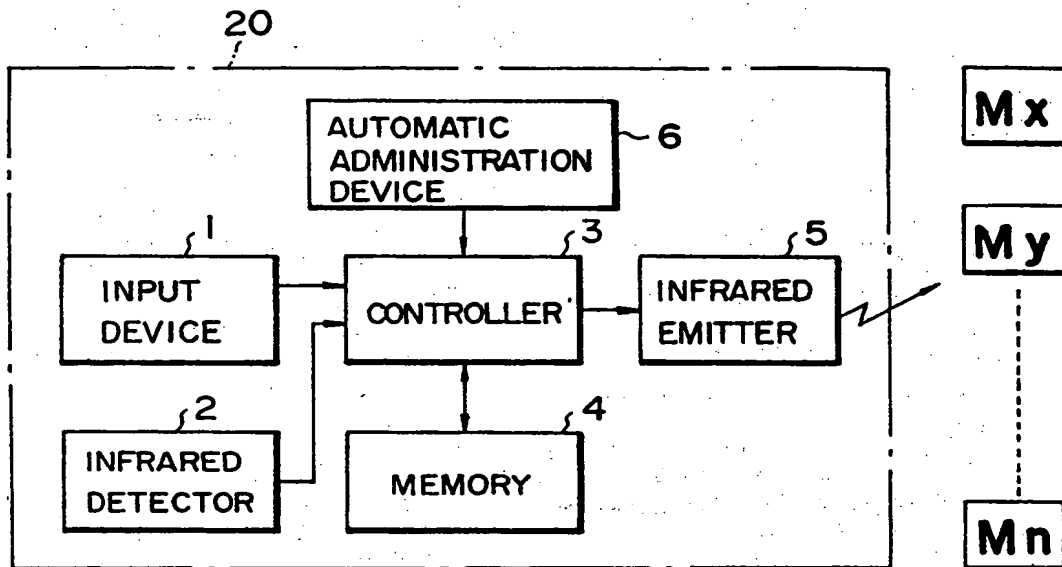 20
AUTOMATIC
ADMINISTRATION
DEVICE
6
Mx
1
INPUT
DEVICE
3
CONTROLLER
5
INFRARED
EMITTER
My
2
INFRARED
DETECTOR
4
MEMORY
Mn